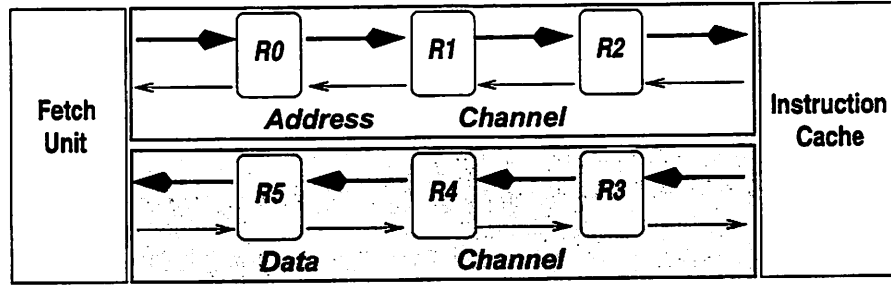 Fetch
Unit
R0
R1
R2
Address Channel
R5
R4
R3
Data Channel
Instruction
Cache